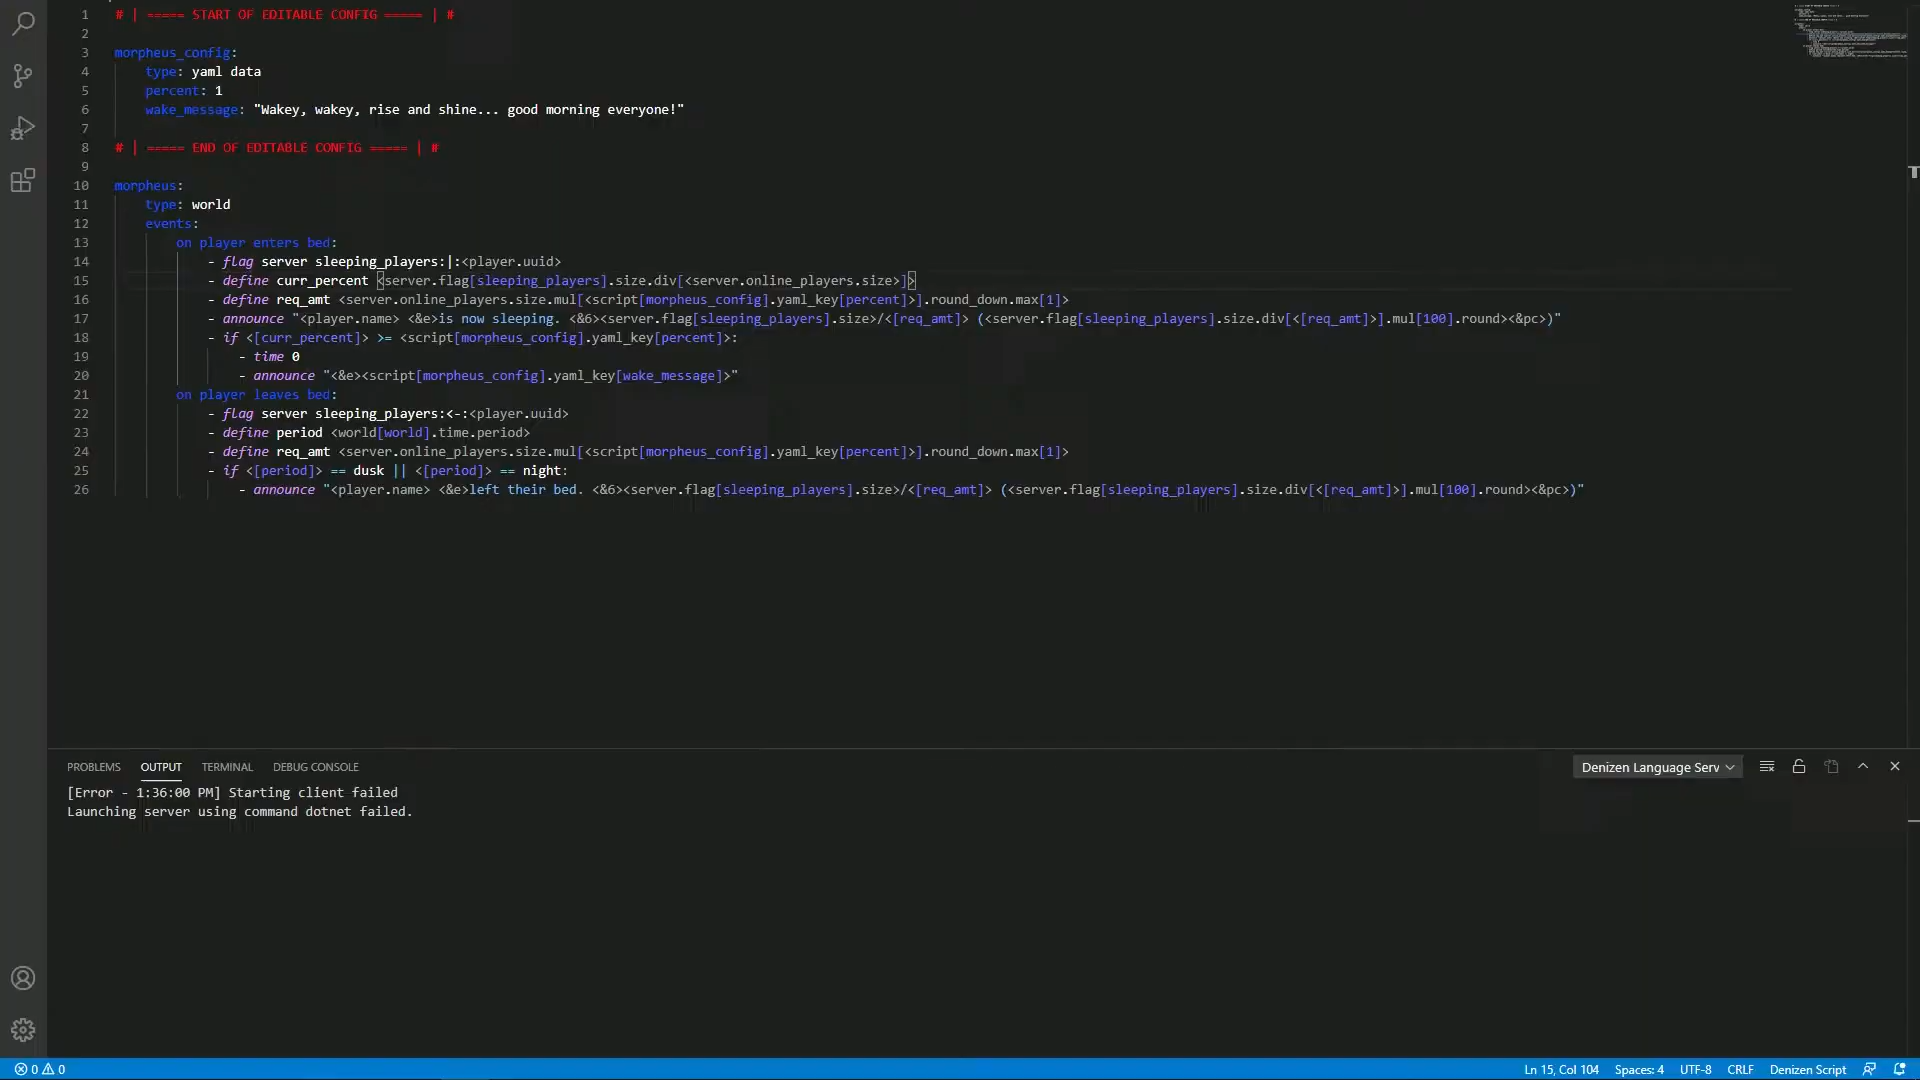 1 # | ===== START OF EDITABLE CONFIG ===== | #
2
3 morpheus_config:
4 type: yaml data
5 percent: 1
6 wake_message: "Wakey, wakey, rise and shine... good morning everyone!"
7
8 # | ===== END OF EDITABLE CONFIG ===== | #
9
10 morpheus:
11 type: world
12 events:
13 on player enters bed:
14 - flag server sleeping_players:|:<player.uuid>
15 - define curr_percent <server.flag[sleeping_players].size.div[<server.online_players.size>]>
16 - define req_amt <server.online_players.size.mul[<script[morpheus_config].yaml_key[percent]>].round_down.max[1]>
17 - announce "<player.name> <&e>is now sleeping. <&6><server.flag[sleeping_players].size>/<[req_amt]> (<server.flag[sleeping_players].size.div[<[req_amt]>].mul[100].round><&pc>)"
18 - if <[curr_percent]> >= <script[morpheus_config].yaml_key[percent]>:
19 - time 0
20 - announce "<&e><script[morpheus_config].yaml_key[wake_message]>"
21 on player leaves bed:
22 - flag server sleeping_players:<-:<player.uuid>
23 - define period <world[world].time.period>
24 - define req_amt <server.online_players.size.mul[<script[morpheus_config].yaml_key[percent]>].round_down.max[1]>
25 - if <[period]> == dusk || <[period]> == night:
26 - announce "<player.name> <&e>left their bed. <&6><server.flag[sleeping_players].size>/<[req_amt]> (<server.flag[sleeping_players].size.div[<[req_amt]>].mul[100].round><&pc>)"
PROBLEMS OUTPUT TERMINAL DEBUG CONSOLE Denizen Language Serv
[Error - 1:36:00 PM] Starting client failed
Launching server using command dotnet failed.
0 0 Ln 15, Col 104 Spaces: 4 UTF-8 CRLF Denizen Script